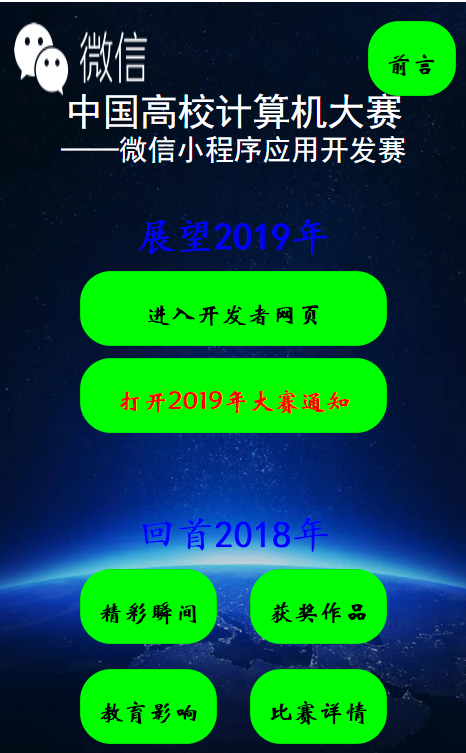 微信
前言
中国高校计算机大赛
——微信小程序应用开发赛
展望2019年
进入开发者网页
打开2019年大赛通知
回首2018年
精彩瞬间
获奖作品
教育影响
比赛详情